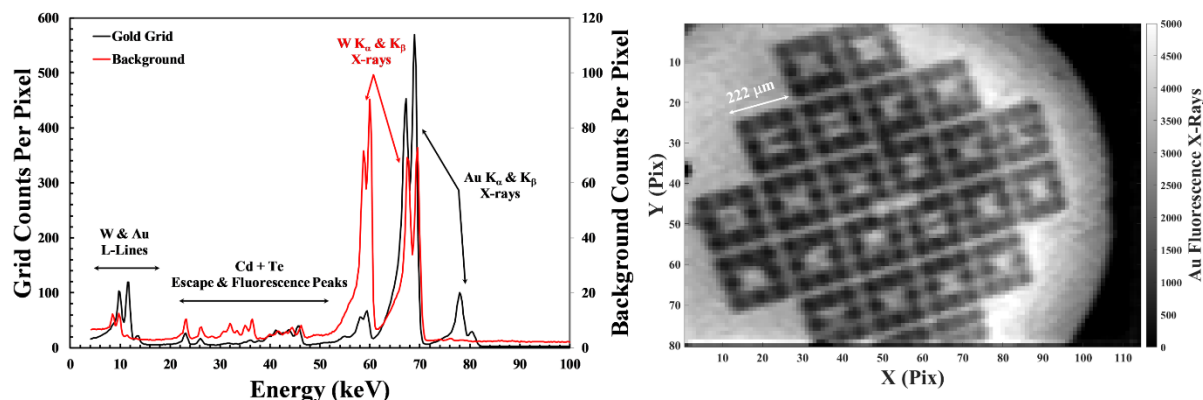 600
500
400
300
200
100
0
Grid Counts Per Pixel
Gold Grid
Background
W Kα & Kβ
X-rays
Au Kα & Kβ
X-rays
W & Au
L-Lines
Cd + Te
Escape & Fluorescence Peaks
0 10 20 30 40 50 60 70 80 90 100
Energy (keV)
120
100
80
60
40
20
0
Background Counts Per Pixel
222 μm
10
20
30
40
50
60
70
80
Y (Pix)
10 20 30 40 50 60 70 80 90 100 110
X (Pix)
5000
4500
4000
3500
3000
2500
2000
1500
1000
500
0
Au Fluorescence X-Rays